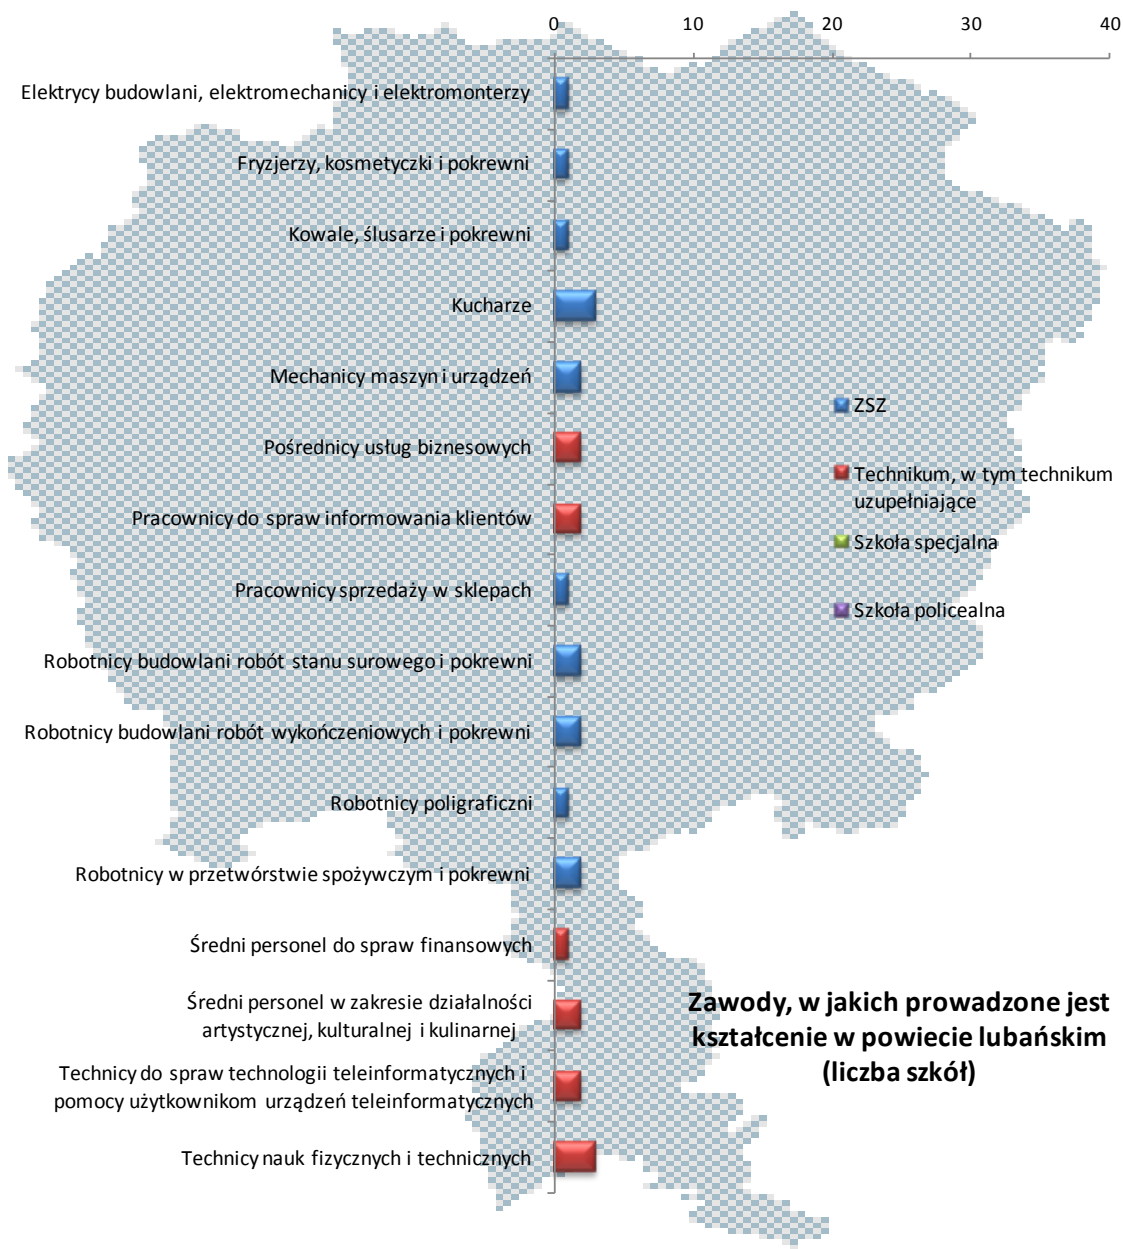 0 10 20 30 40
Elektrycy budowlani, elektromechanicy i elektromonterzy
Fryzjerzy, kosmetyczki i pokrewni
Kowale, ślusarze i pokrewni
Kucharze
Mechanicy maszyn i urządzeń
Pośrednicy usług biznesowych
Pracownicy do spraw informowania klientów
Pracownicy sprzedaży w sklepach
Robotnicy budowlani robót stanu surowego i pokrewni
Robotnicy budowlani robót wykończeniowych i pokrewni
Robotnicy poligraficzni
Robotnicy w przetwórstwie spożywczym i pokrewni
Średni personel do spraw finansowych
Średni personel w zakresie działalności
artystycznej, kulturalnej i kulinarnej
Technicy do spraw technologii teleinformatycznych i
pomocy użytkownikom urządzeń teleinformatycznych
Technicy nauk fizycznych i technicznych
ZSZ
Technikum, w tym technikum
uzupełniające
Szkoła specjalna
Szkoła policealna
Zawody, w jakich prowadzone jest
kształcenie w powiecie lubańskim
(liczba szkół)